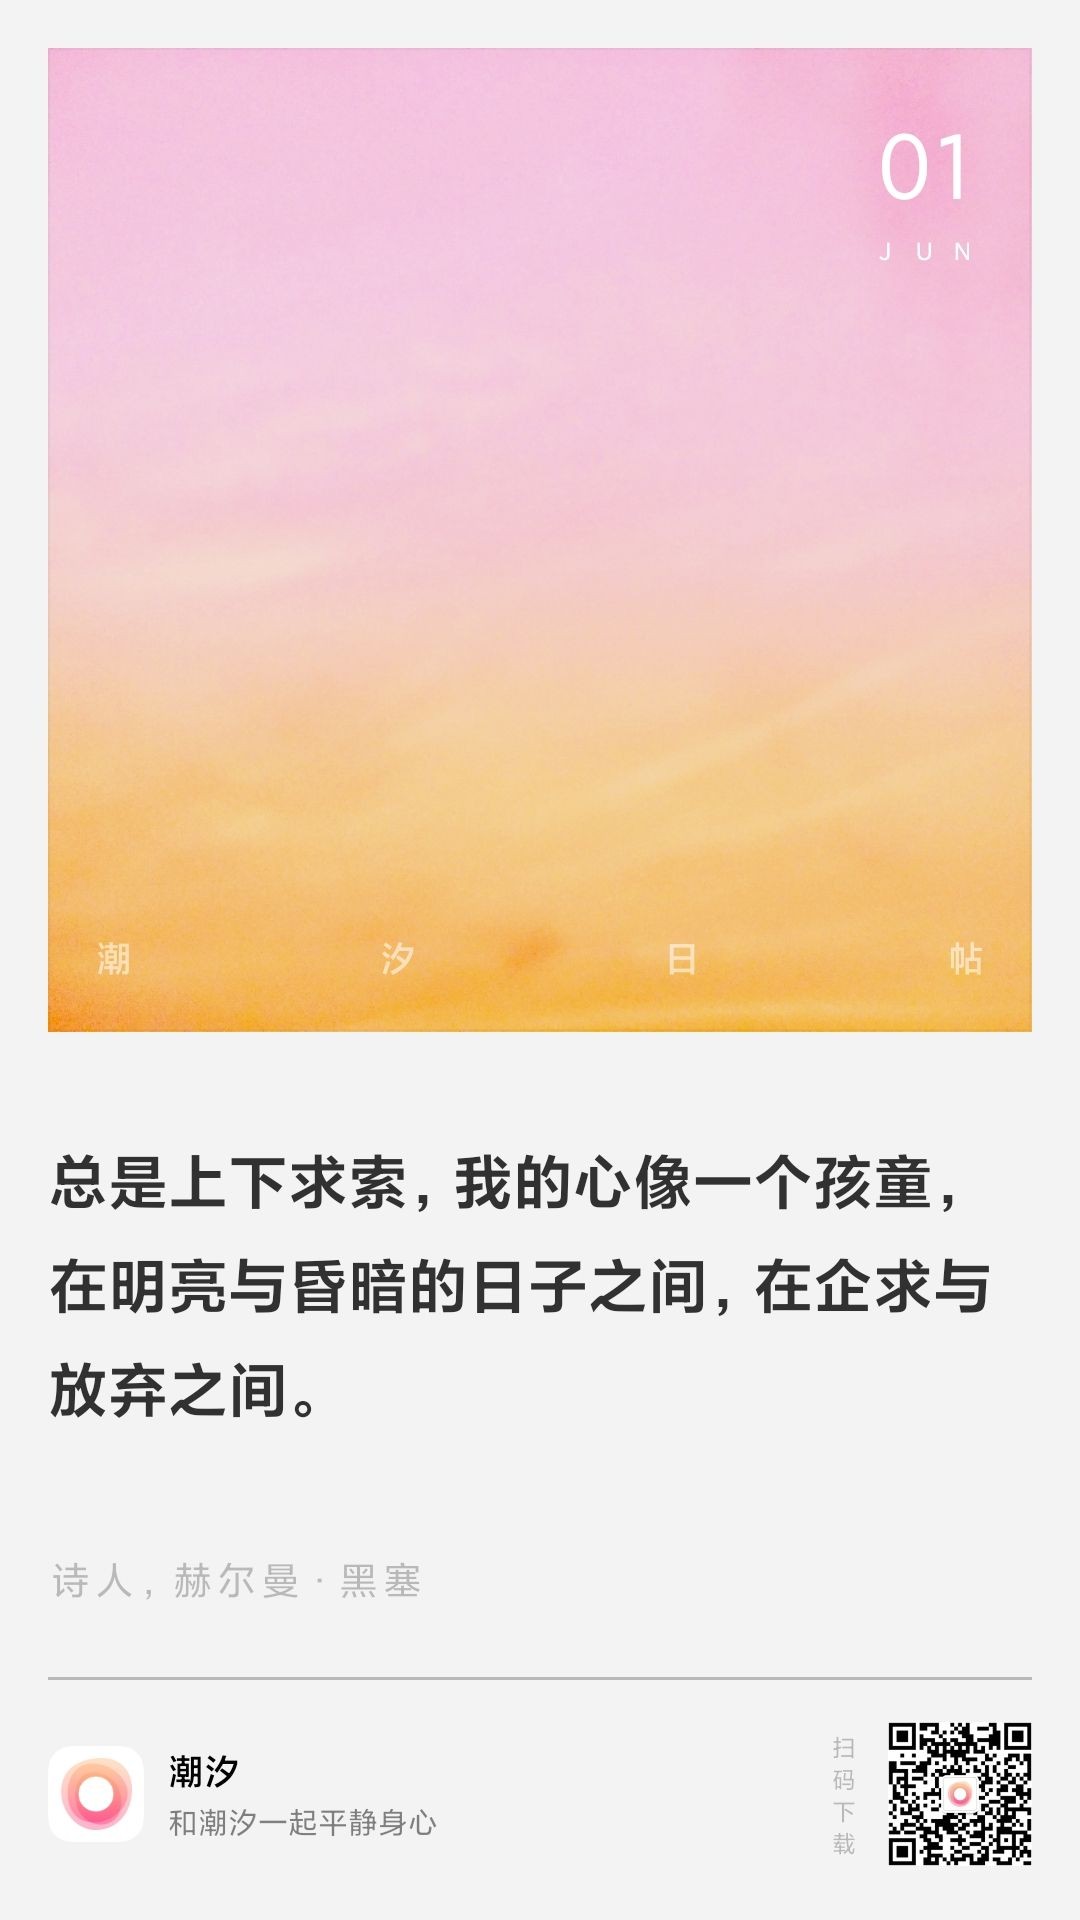 01
JUN
潮汐日帖
总是上下求索，我的心像一个孩童，
在明亮与昏暗的日子之间，在企求与
放弃之间。
诗人，赫尔曼·黑塞
潮汐
和潮汐一起平静身心
扫码下载